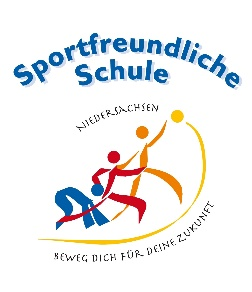 Sportfreundliche
Schule
NIEDERSACHSEN
BEWEG DICH FÜR DEINE ZUKUNFT